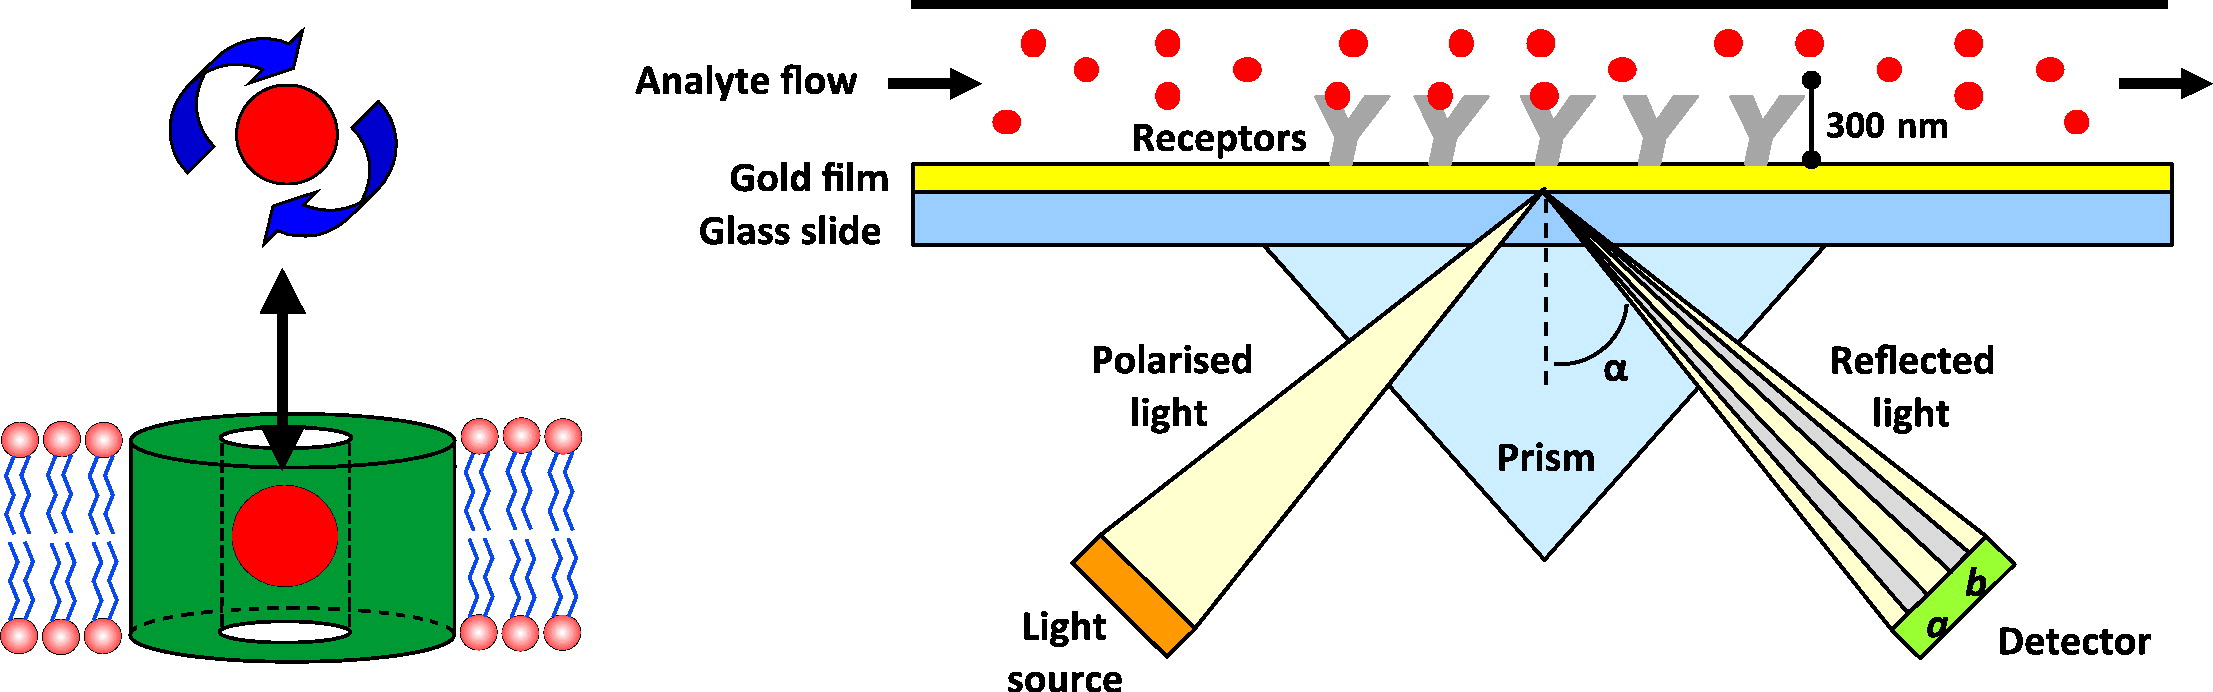 Analyte flow
300 nm
Receptors
Gold film
Glass slide
Polarised
light
α
Reflected
light
Prism
b
a
Light
source
Detector